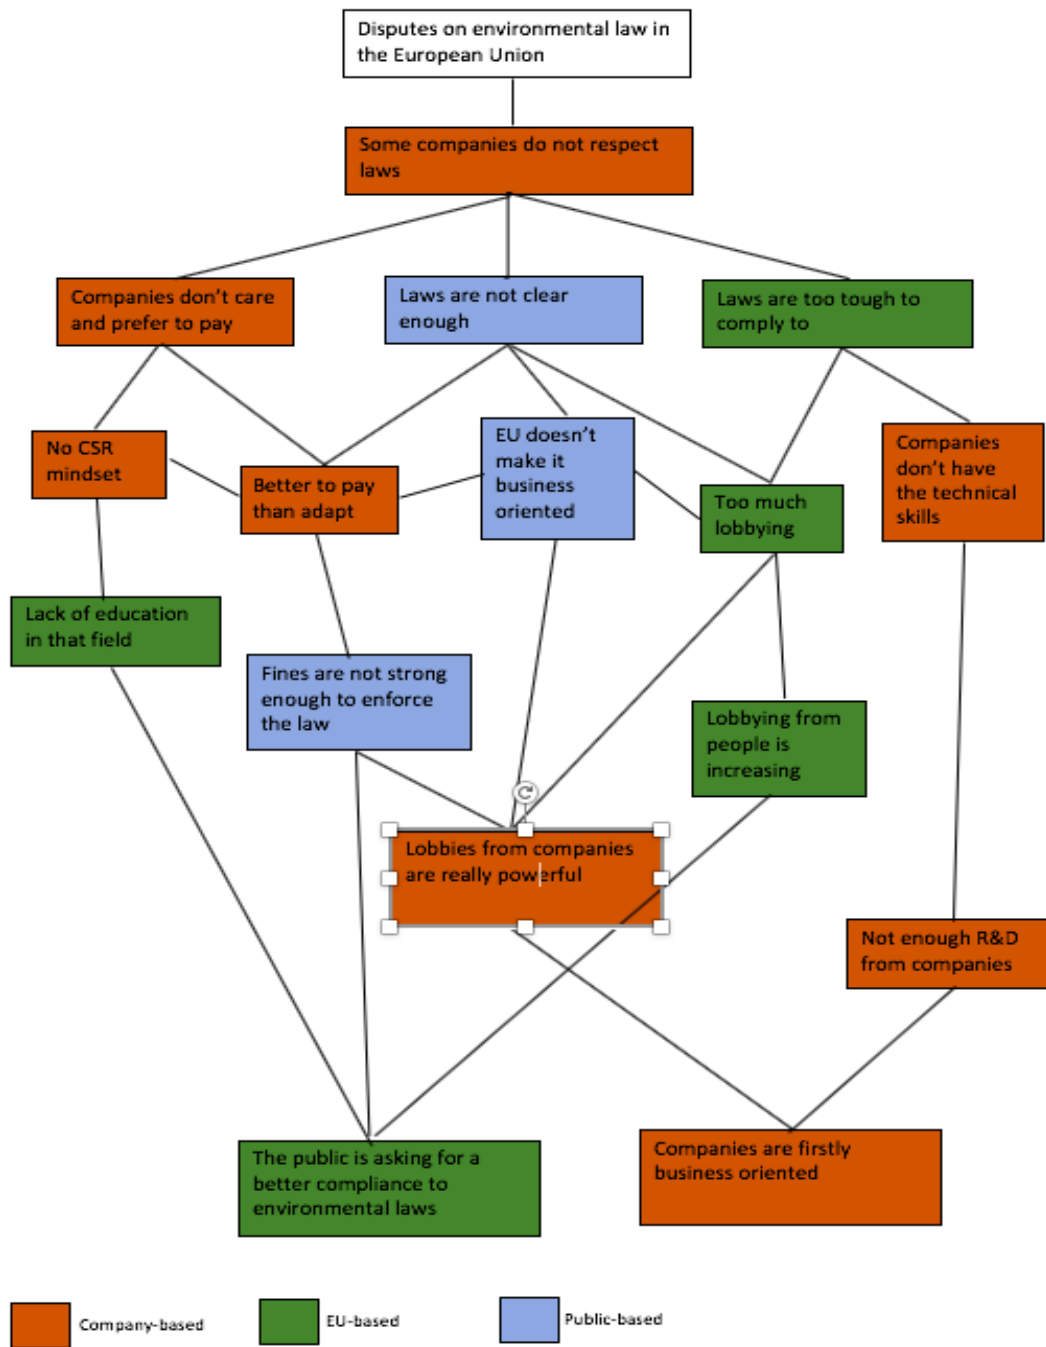 Disputes on environmental law in
the European Union
Some companies do not respect
laws
Companies don't care
and prefer to pay
Laws are not clear
enough
Laws are too tough to
comply to
No CSR
mindset
Better to pay
than adapt
EU doesn't
make it
business
oriented
Too much
lobbying
Companies
don't have
the technical
skills
Lack of education
in that field
Fines are not strong
enough to enforce
the law
Lobbying from
people is
increasing
Lobbies from companies
are really powerful
Not enough R&D
from companies
The public is asking for a
better compliance to
environmental laws
Companies are firstly
business oriented
Company-based
EU-based
Public-based